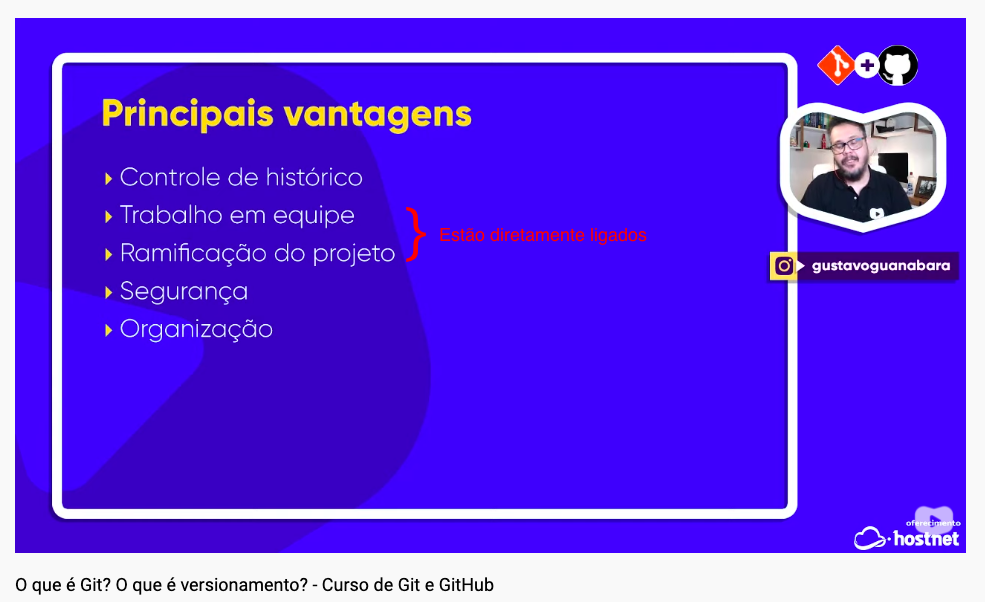 Principais vantagens
Controle de histórico
Trabalho em equipe
Ramificação do projeto
Estão diretamente ligados
Segurança
Organização
gustavoguanabara
oferecimento
hostnet
O que é Git? O que é versionamento? - Curso de Git e GitHub